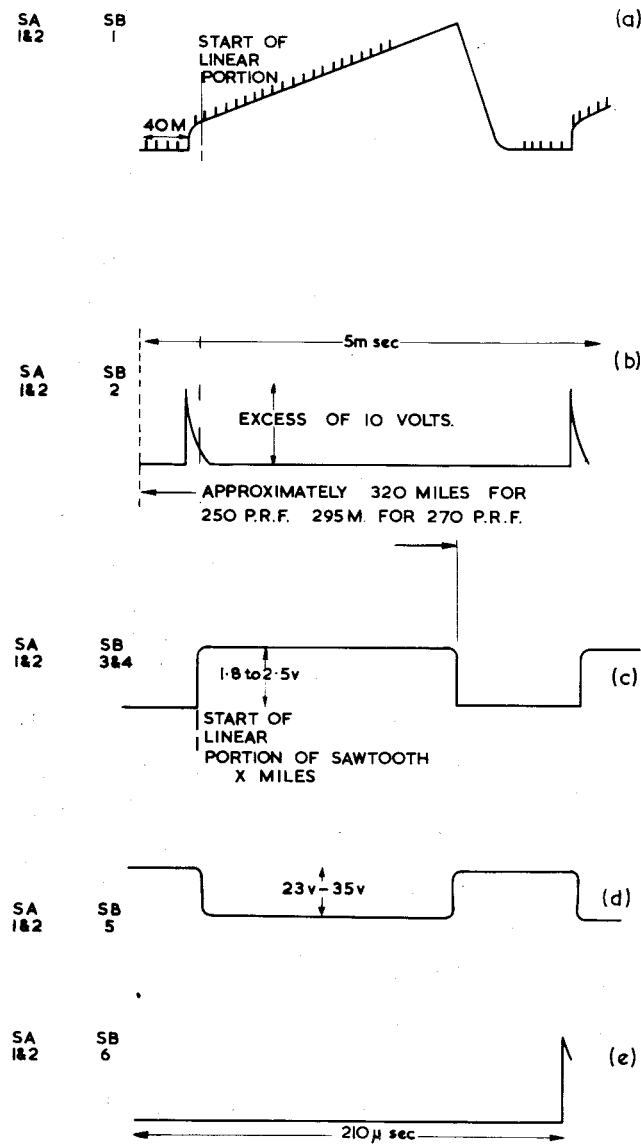 SA SB (a)
1&2 1
START OF
LINEAR
PORTION
40M
5m sec
(b)
SA SB
1&2 2
EXCESS OF 10 VOLTS.
APPROXIMATELY 320 MILES FOR
250 P.R.F. 295M. FOR 270 P.R.F.
SA SB
1&2 3&4
(c)
1·8 to 2·5v
START OF
LINEAR
PORTION OF SAWTOOTH
X MILES
23v–35v
(d)
SA SB
1&2 5
SA SB
1&2 6
(e)
210μ sec